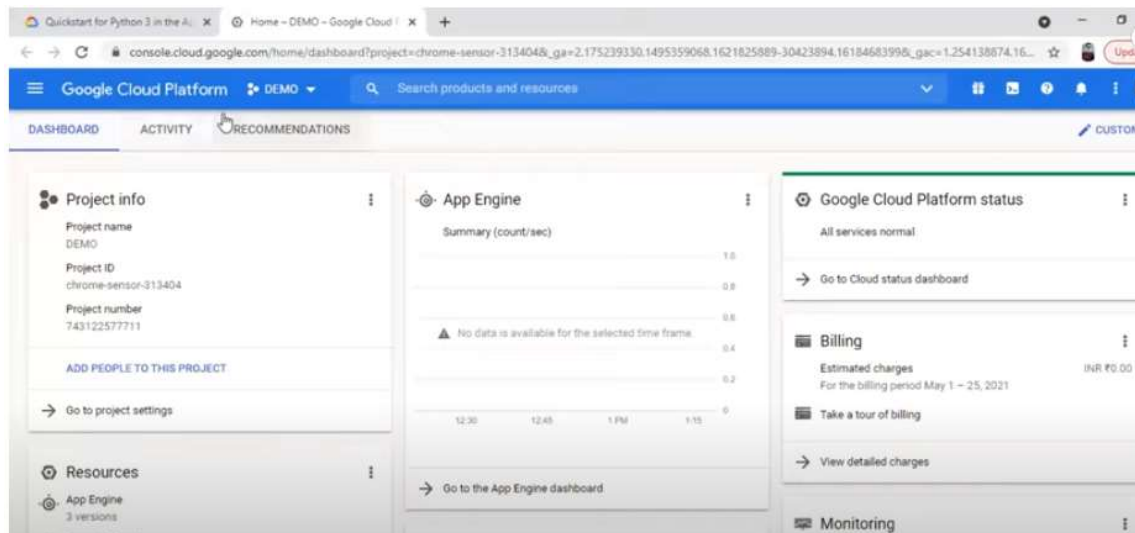 Quickstart for Python 3 in the A
Home – DEMO – Google Cloud
console.cloud.google.com/home/dashboard?project=chrome-sensor-313404&_ga=2.175239330.1495359068.1621825889-30423894.1618468399&_gac=1.254138874.16...
Google Cloud Platform DEMO Search products and resources
DASHBOARD ACTIVITY RECOMMENDATIONS
Project info
Project name
DEMO
Project ID
chrome-sensor-313404
Project number
743122577711
ADD PEOPLE TO THIS PROJECT
Go to project settings
Resources
App Engine
3 versions
App Engine
Summary (count/sec)
1.0
0.8
0.6
No data is available for the selected time frame.
0.4
0.2
0
12:30 12:45 1 PM 1:15
Go to the App Engine dashboard
Google Cloud Platform status
All services normal
Go to Cloud status dashboard
Billing
Estimated charges INR ₹0.00
For the billing period May 1 – 25, 2021
Take a tour of billing
View detailed charges
Monitoring